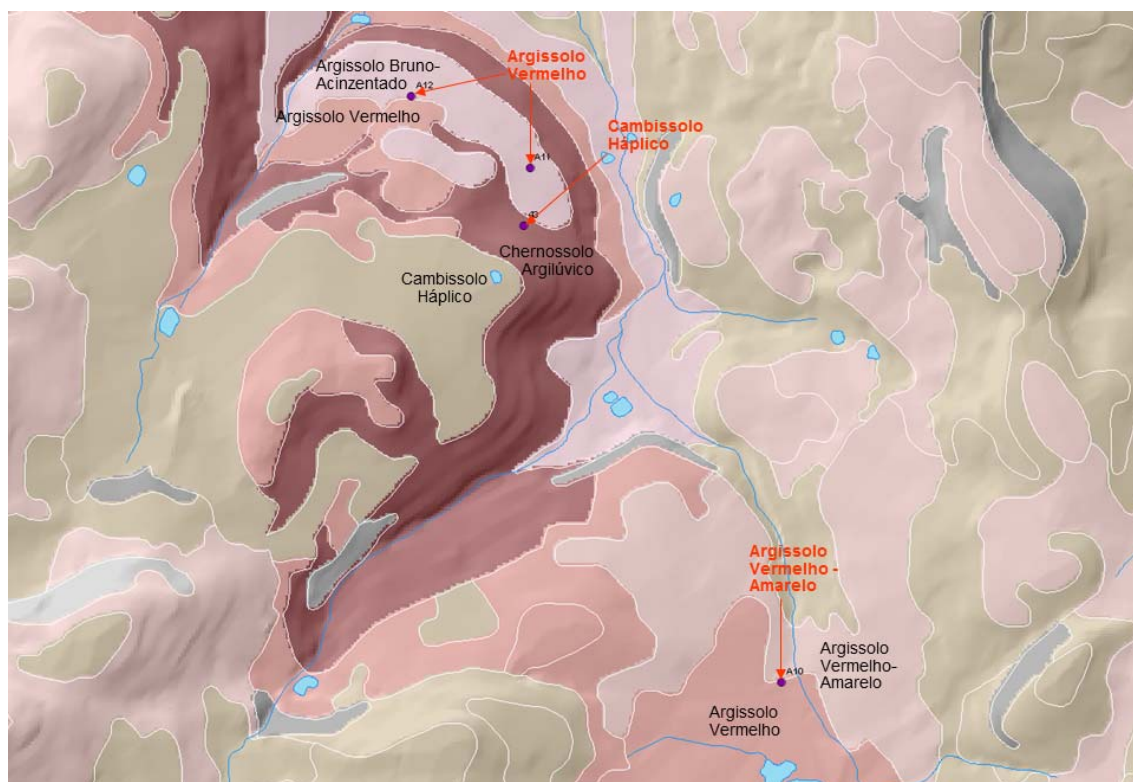 Argissolo
Vermelho
Argissolo Bruno-
Acinzentado
A12
Argissolo Vermelho
Cambissolo
Háplico
A11
Chernossolo
Argilúvico
Cambissolo
Háplico
Argissolo
Vermelho -
Amarelo
A10
Argissolo
Vermelho-
Amarelo
Argissolo
Vermelho